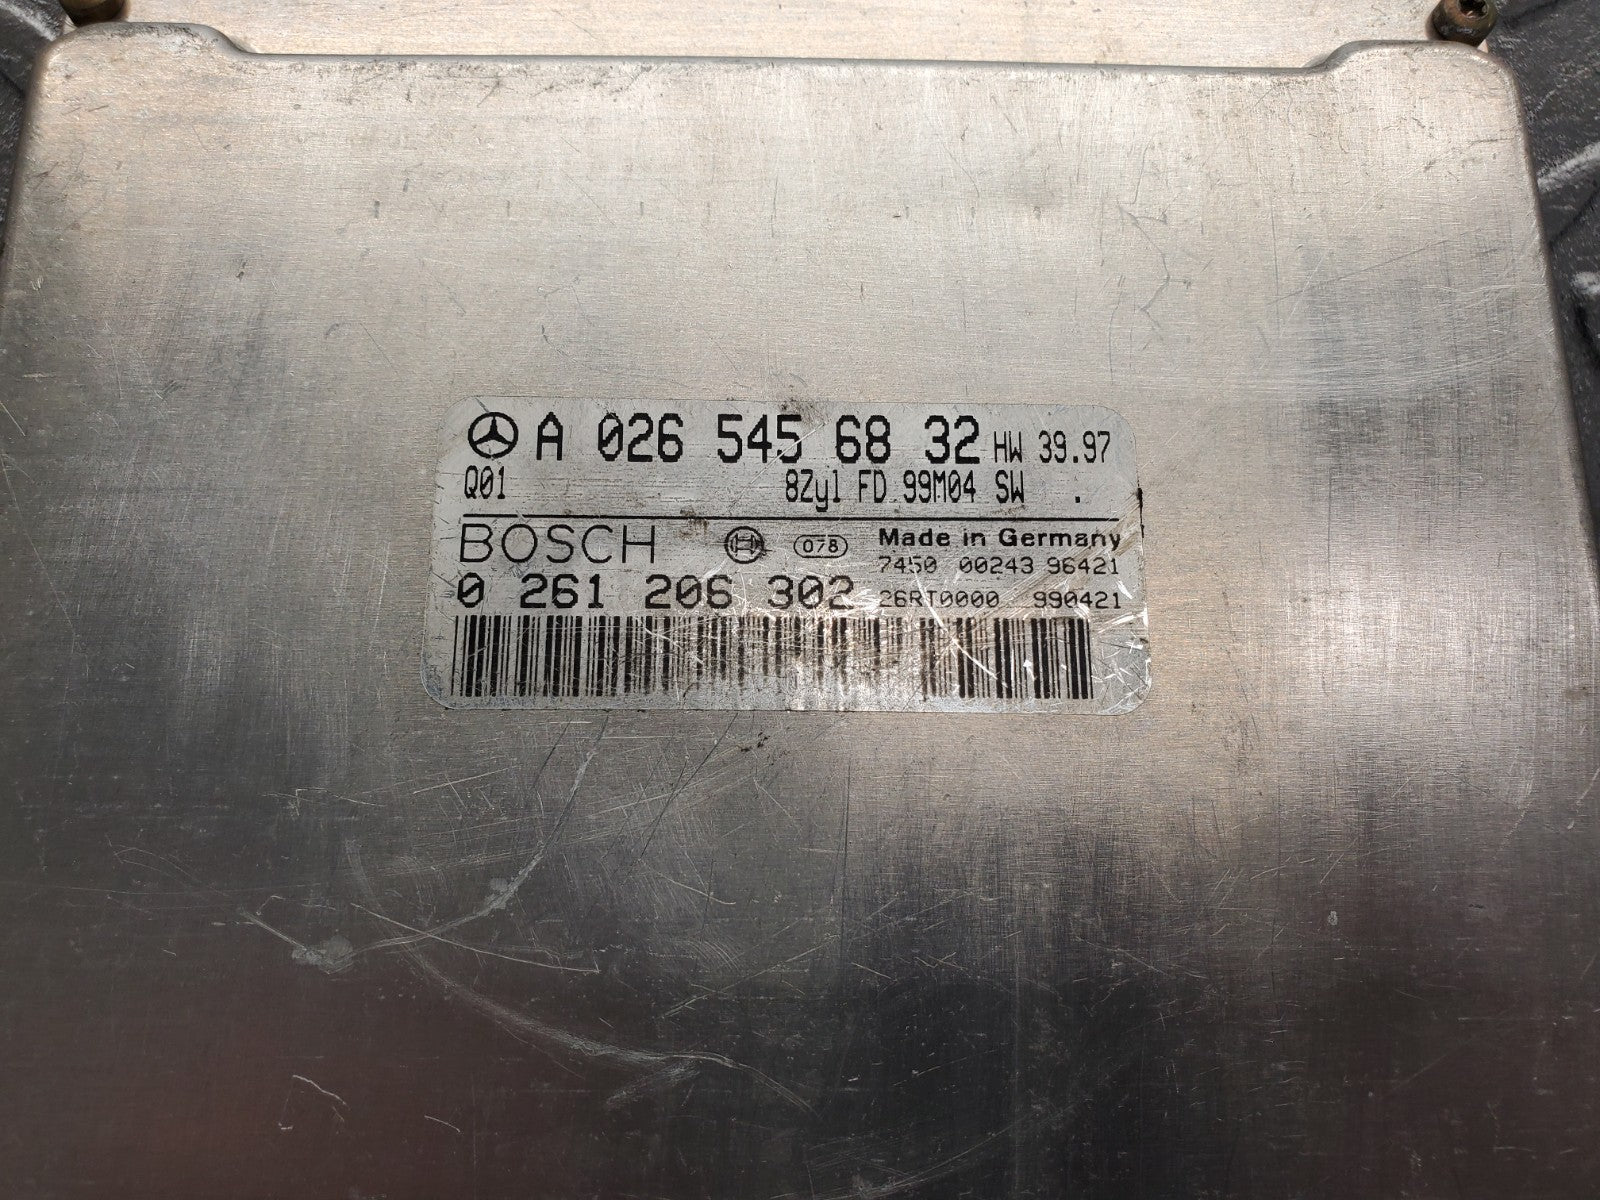 A 026 545 68 32 HW 39.97
Q01 8Zyl FD 99M04 SW .
BOSCH 078 Made in Germany
7450 00243 96421
0 261 206 302 26RT0000 990421